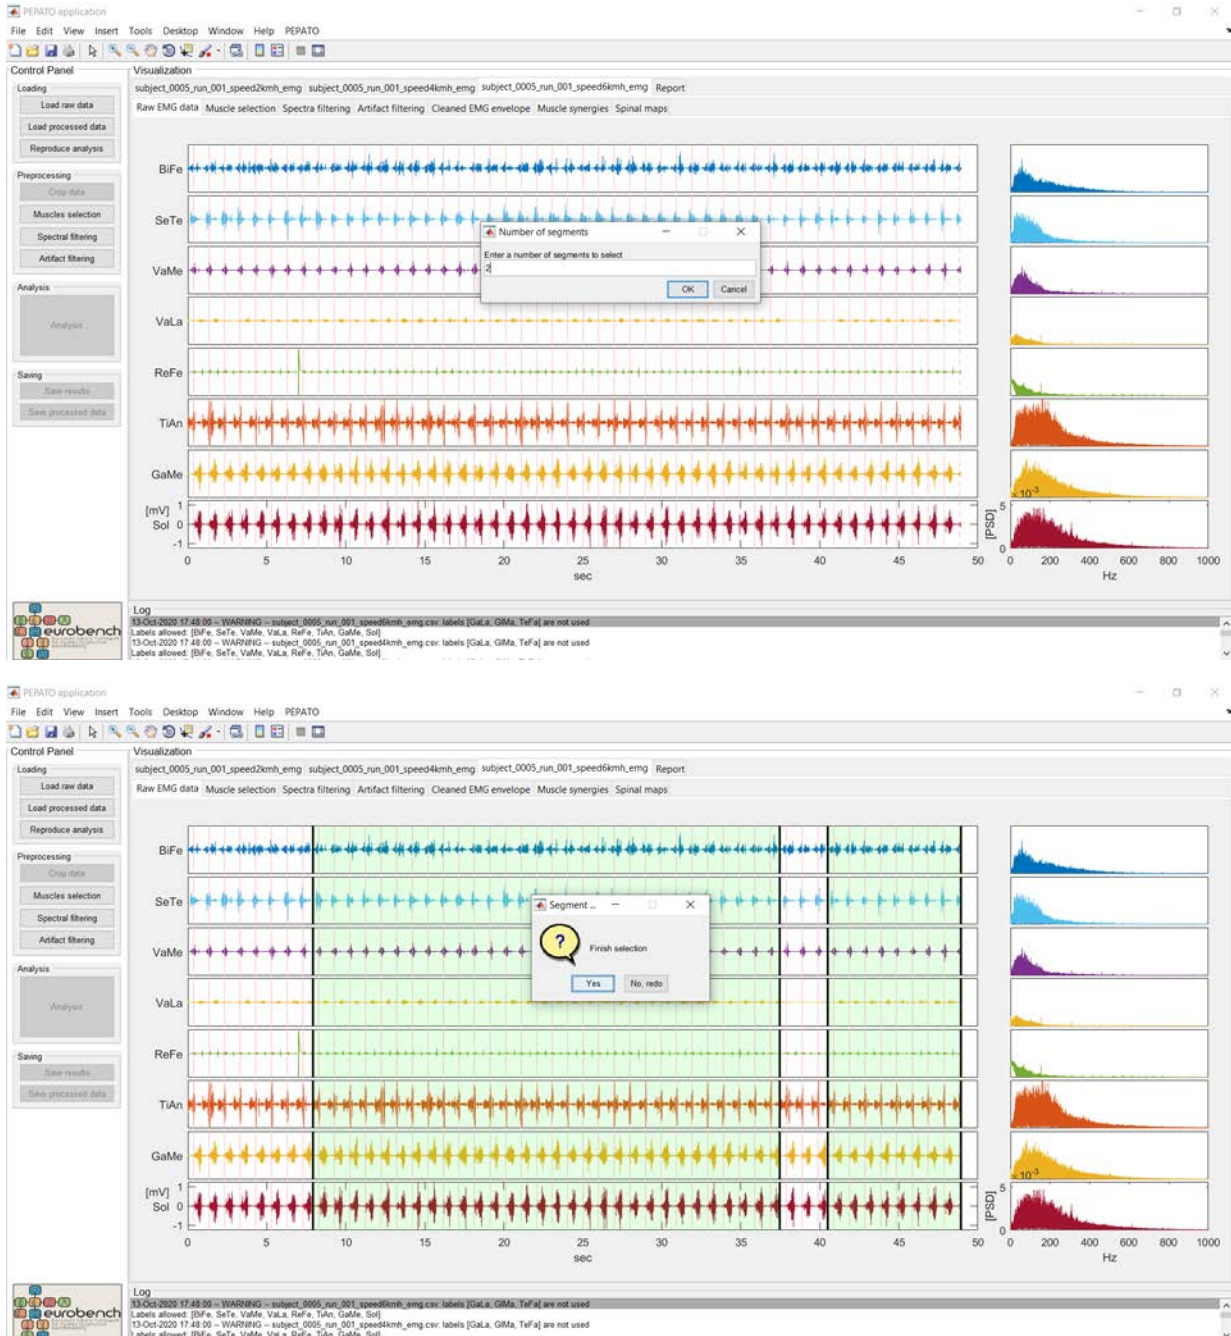 PEPATO application
File Edit View Insert Tools Desktop Window Help PEPATO
Control Panel
Loading
Load raw data
Load processed data
Reproduce analysis
Preprocessing
Crop data
Muscles selection
Spectral filtering
Artifact filtering
Analysis
Analysis
Saving
Save results
Save processed data
eurobench
Visualization
subject_0005_run_001_speed2kmh_emg subject_0005_run_001_speed4kmh_emg subject_0005_run_001_speed6kmh_emg Report
Raw EMG data Muscle selection Spectra filtering Artifact filtering Cleaned EMG envelope Muscle synergies Spinal maps
BiFe
SeTe
VaMe
VaLa
ReFe
TiAn
GaMe
[mV] 1
Sol 0
-1
0 5 10 15 20 25 30 35 40 45 50
sec
Number of segments
Enter a number of segments to select
2
OK Cancel
× 10-3
5
[PSD]
0
0 200 400 600 800 1000
Hz
Log
13-Oct-2020 17:48:00 – WARNING – subject_0005_run_001_speed6kmh_emg.csv: labels [GaLa, GlMa, TeFa] are not used
Labels allowed: [BiFe, SeTe, VaMe, VaLa, ReFe, TiAn, GaMe, Sol]
13-Oct-2020 17:48:00 – WARNING – subject_0005_run_001_speed4kmh_emg.csv: labels [GaLa, GlMa, TeFa] are not used
Labels allowed: [BiFe, SeTe, VaMe, VaLa, ReFe, TiAn, GaMe, Sol]
PEPATO application
File Edit View Insert Tools Desktop Window Help PEPATO
Control Panel
Loading
Load raw data
Load processed data
Reproduce analysis
Preprocessing
Crop data
Muscles selection
Spectral filtering
Artifact filtering
Analysis
Analysis
Saving
Save results
Save processed data
eurobench
Visualization
subject_0005_run_001_speed2kmh_emg subject_0005_run_001_speed4kmh_emg subject_0005_run_001_speed6kmh_emg Report
Raw EMG data Muscle selection Spectra filtering Artifact filtering Cleaned EMG envelope Muscle synergies Spinal maps
BiFe
SeTe
VaMe
VaLa
ReFe
TiAn
GaMe
[mV] 1
Sol 0
-1
0 5 10 15 20 25 30 35 40 45 50
sec
Segment ...
?
Finish selection
Yes No, redo
× 10-3
5
[PSD]
0
0 200 400 600 800 1000
Hz
Log
13-Oct-2020 17:48:00 – WARNING – subject_0005_run_001_speed6kmh_emg.csv: labels [GaLa, GlMa, TeFa] are not used
Labels allowed: [BiFe, SeTe, VaMe, VaLa, ReFe, TiAn, GaMe, Sol]
13-Oct-2020 17:48:00 – WARNING – subject_0005_run_001_speed4kmh_emg.csv: labels [GaLa, GlMa, TeFa] are not used
Labels allowed: [BiFe, SeTe, VaMe, VaLa, ReFe, TiAn, GaMe, Sol]